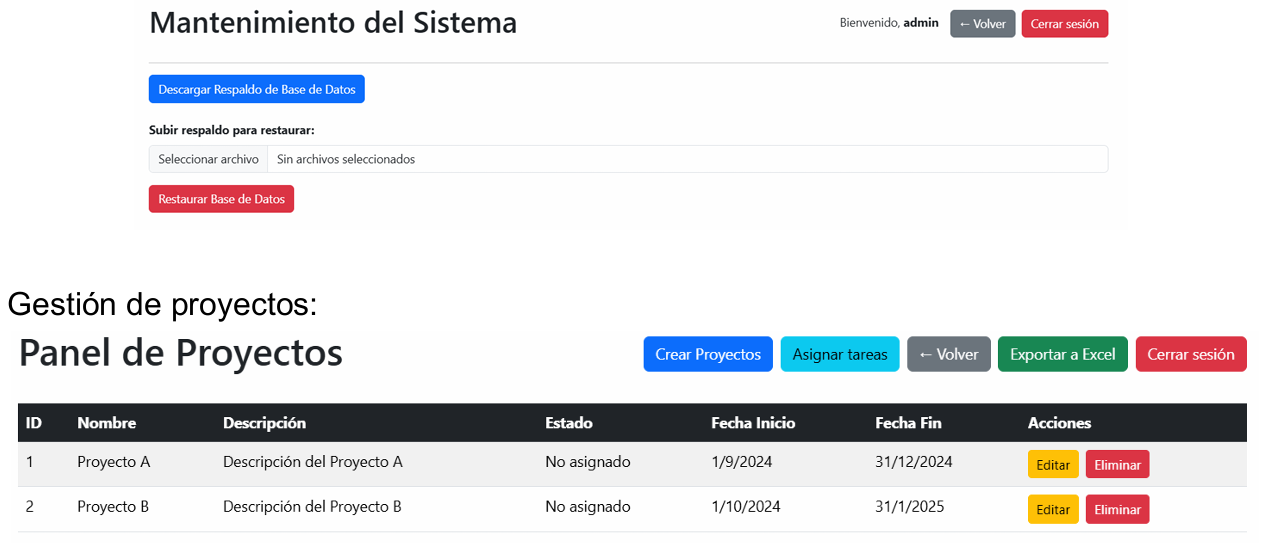 Mantenimiento del Sistema Bienvenido, admin ← Volver Cerrar sesión
Descargar Respaldo de Base de Datos
Subir respaldo para restaurar:
Seleccionar archivo Sin archivos seleccionados
Restaurar Base de Datos
Gestión de proyectos:
Panel de Proyectos Crear Proyectos Asignar tareas ← Volver Exportar a Excel Cerrar sesión
ID Nombre Descripción Estado Fecha Inicio Fecha Fin Acciones
1 Proyecto A Descripción del Proyecto A No asignado 1/9/2024 31/12/2024 Editar Eliminar
2 Proyecto B Descripción del Proyecto B No asignado 1/10/2024 31/1/2025 Editar Eliminar